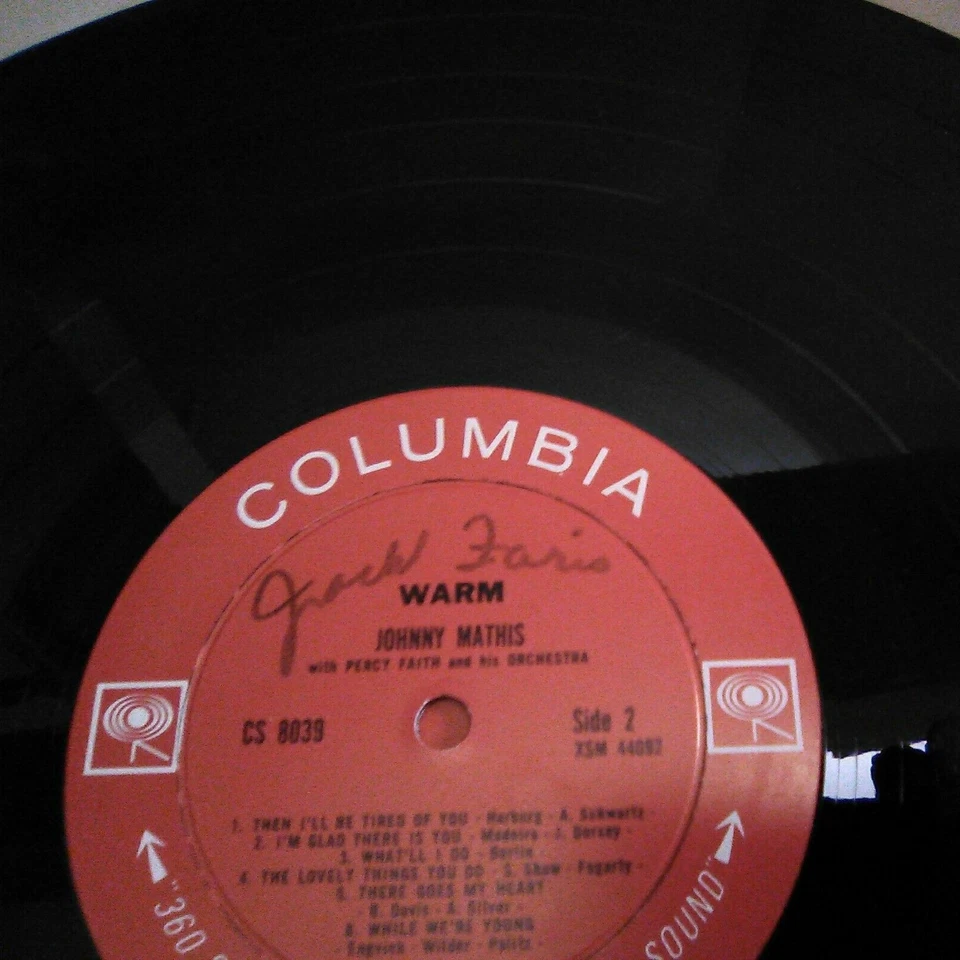 COLUMBIA
Jack Faris
WARM
JOHNNY MATHIS
with PERCY FAITH and his ORCHESTRA
CS 8039
Side 2
XSM 44092
1. THEN I'LL BE TIRED OF YOU - Harburg - A. Schwartz
2. I'M GLAD THERE IS YOU - Madeira - J. Dorsey -
3. WHAT'LL I DO - Berlin
4. THE LOVELY THINGS YOU DO - S. Shaw - Fogarty -
5. THERE GOES MY HEART
- B. Davis - A. Silver -
6. WHILE WE'RE YOUNG
- Engvick - Wilder - Palitz -
"360
SOUND"